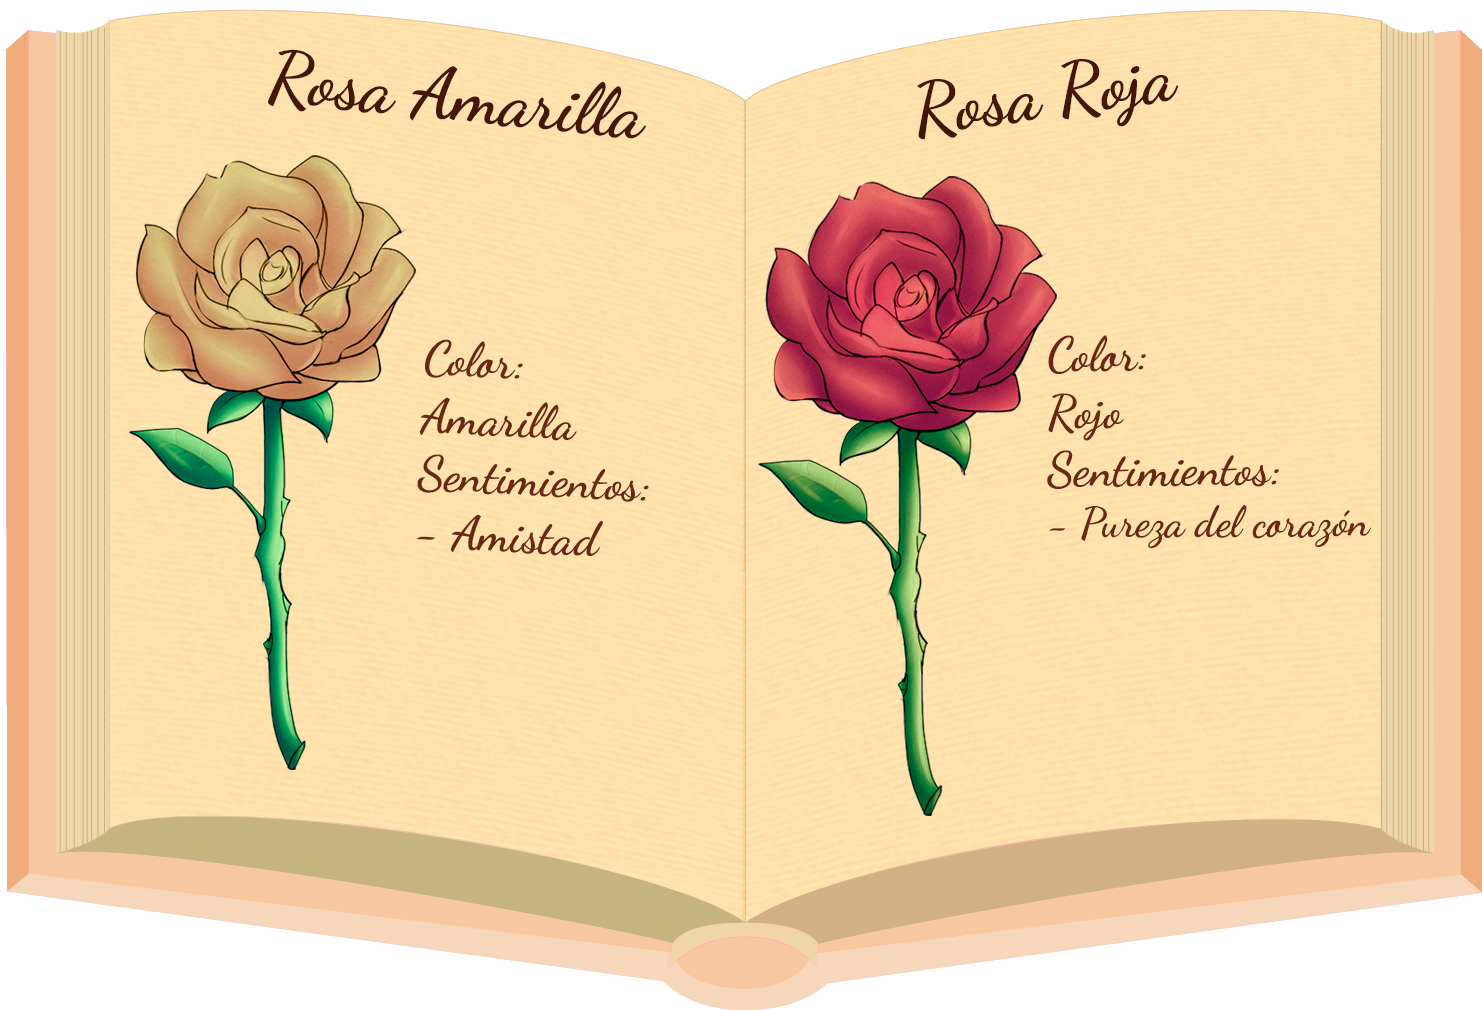 Rosa Amarilla
Color:
Amarilla
Sentimientos:
- Amistad
Rosa Roja
Color:
Rojo
Sentimientos:
- Pureza del corazón